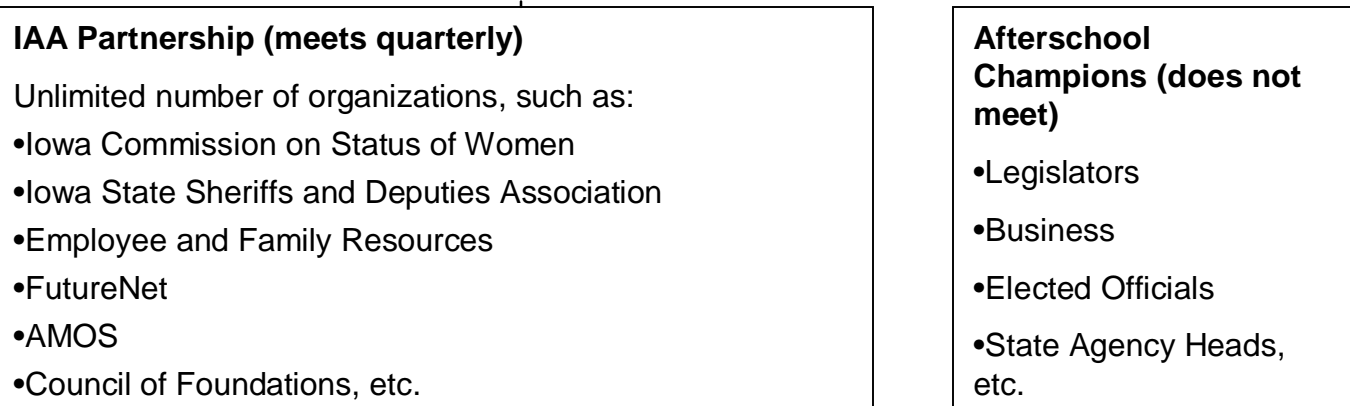 IAA Partnership (meets quarterly)
Unlimited number of organizations, such as:
•Iowa Commission on Status of Women
•Iowa State Sheriffs and Deputies Association
•Employee and Family Resources
•FutureNet
•AMOS
•Council of Foundations, etc.
Afterschool
Champions (does not
meet)
•Legislators
•Business
•Elected Officials
•State Agency Heads,
etc.